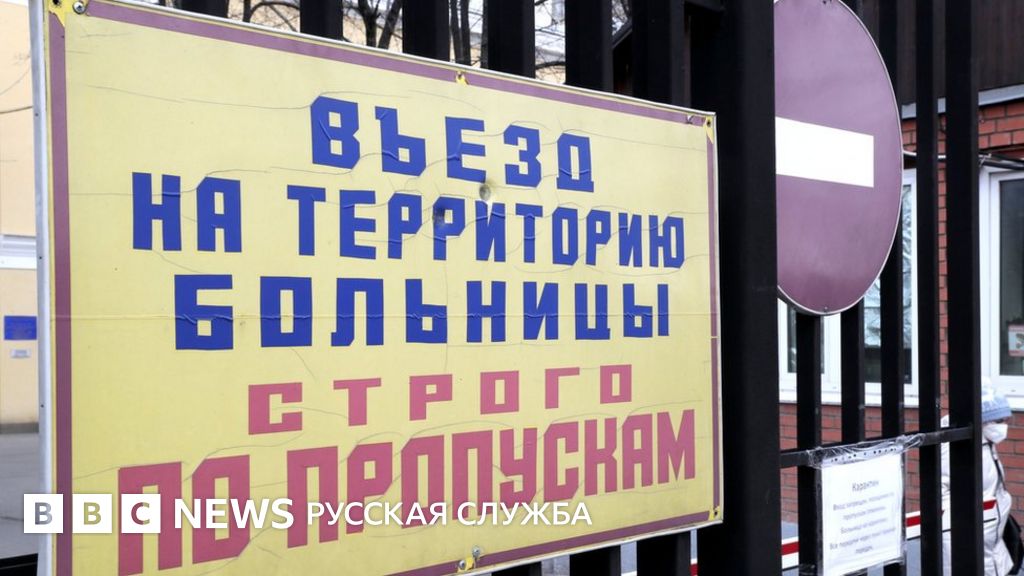 ВЪЕЗД
НА ТЕРРИТОРИЮ
БОЛЬНИЦЫ
СТРОГО
ПО ПРОПУСКАМ
BBC NEWS РУССКАЯ СЛУЖБА
Карантин